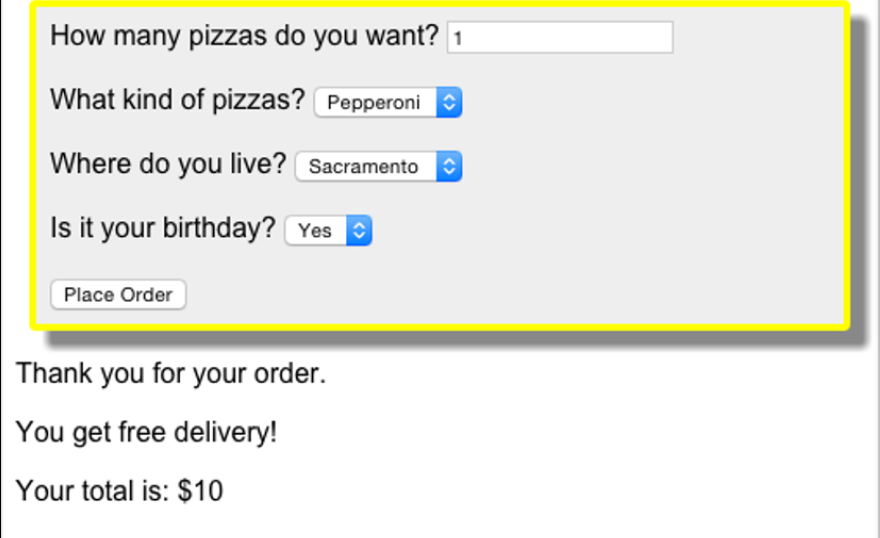 How many pizzas do you want? 1
What kind of pizzas? Pepperoni
Where do you live? Sacramento
Is it your birthday? Yes
Place Order
Thank you for your order.
You get free delivery!
Your total is: $10